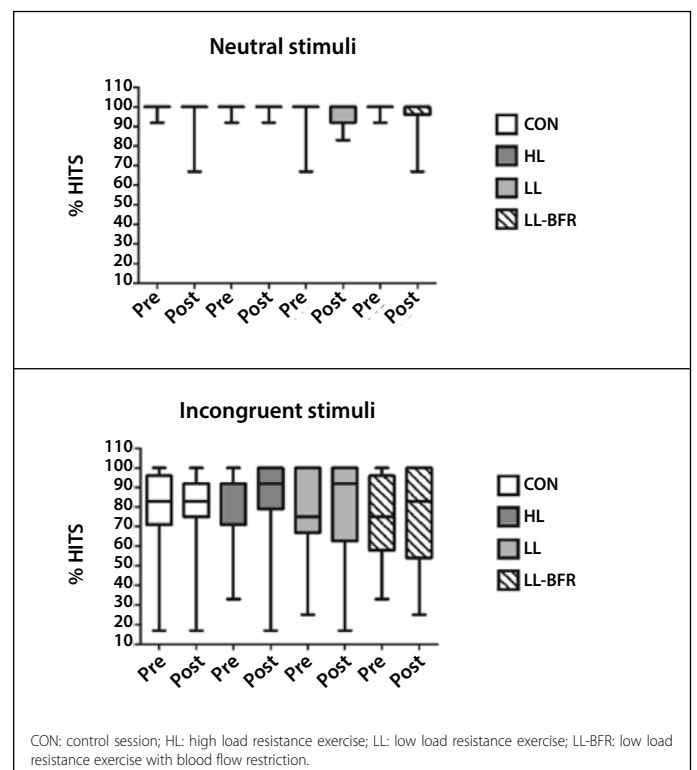 Neutral stimuli
110
100
90
80
70
60
50
40
30
20
10
% HITS
Pre Post Pre Post Pre Post Pre Post
CON
HL
LL
LL-BFR
Incongruent stimuli
110
100
90
80
70
60
50
40
30
20
10
% HITS
Pre Post Pre Post Pre Post Pre Post
CON
HL
LL
LL-BFR
CON: control session; HL: high load resistance exercise; LL: low load resistance exercise; LL-BFR: low load
resistance exercise with blood flow restriction.